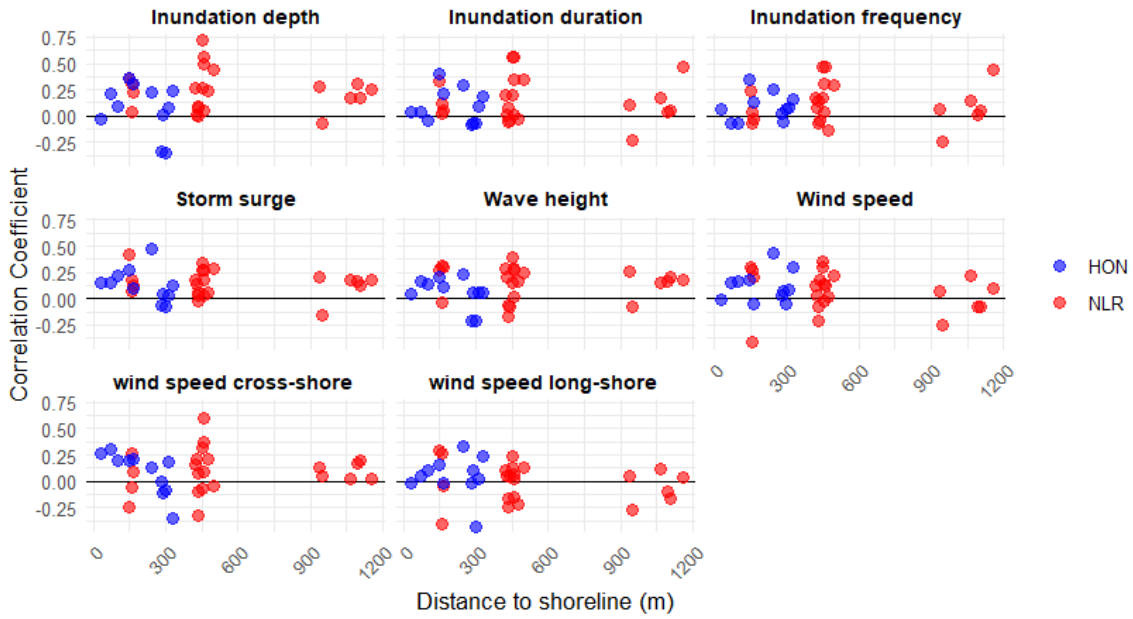 Inundation depth Inundation duration Inundation frequency
0.75
0.50
0.25
0.00
-0.25
Storm surge Wave height Wind speed
0.75
0.50
0.25
0.00
-0.25
0 300 600 900 1200
wind speed cross-shore wind speed long-shore
0.75
0.50
0.25
0.00
-0.25
0 300 600 900 1200 0 300 600 900 1200
Correlation Coefficient
Distance to shoreline (m)
HON
NLR